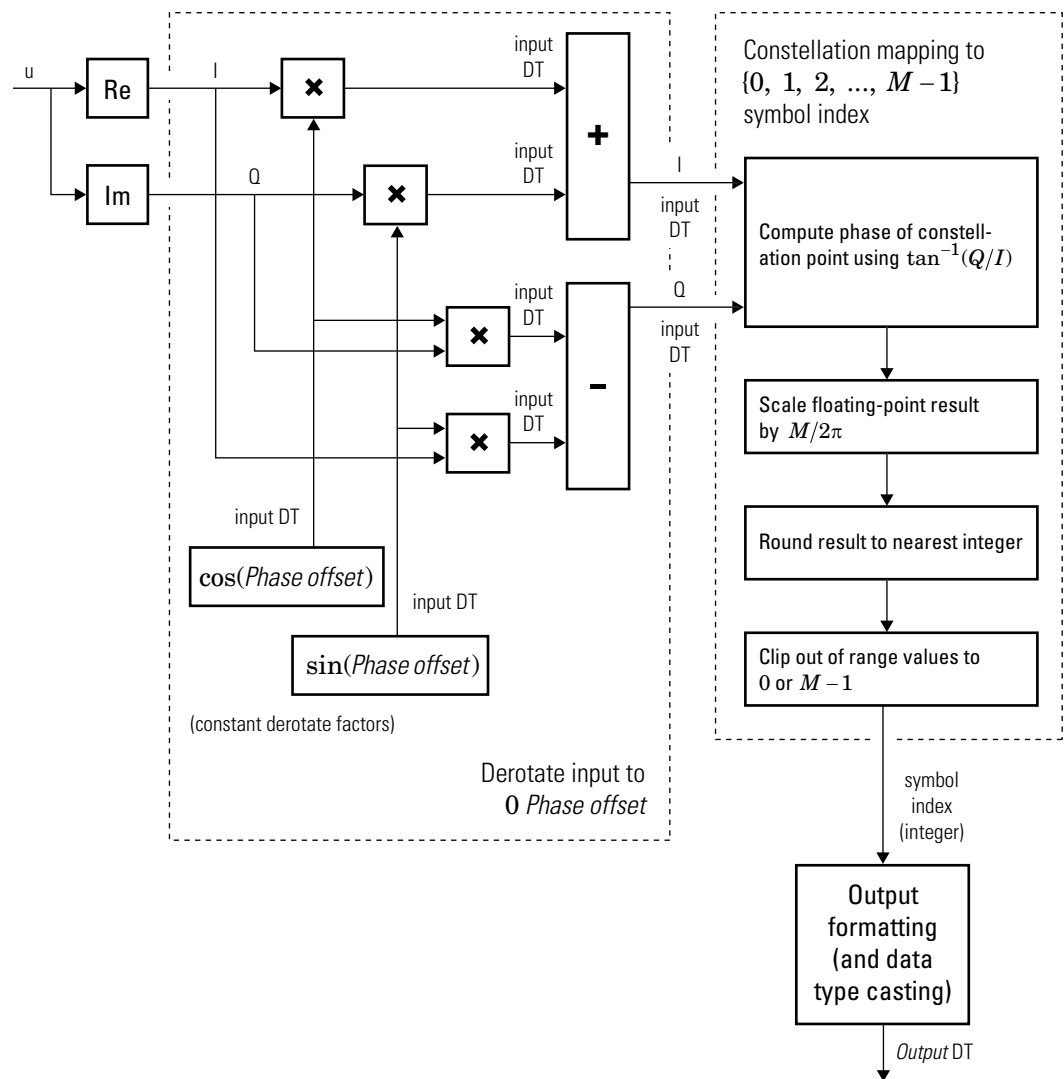 u
Re
I
×
input
DT
+
Im
Q
×
input
DT
I
input
DT
×
input
DT
−
Q
input
DT
×
input
DT
input DT
cos(Phase offset)
input DT
sin(Phase offset)
(constant derotate factors)
Derotate input to
0 Phase offset
Constellation mapping to
{0, 1, 2, ..., M − 1}
symbol index
Compute phase of constell-
ation point using tan⁻¹(Q/I)
Scale floating-point result
by M/2π
Round result to nearest integer
Clip out of range values to
0 or M − 1
symbol
index
(integer)
Output
formatting
(and data
type casting)
Output DT